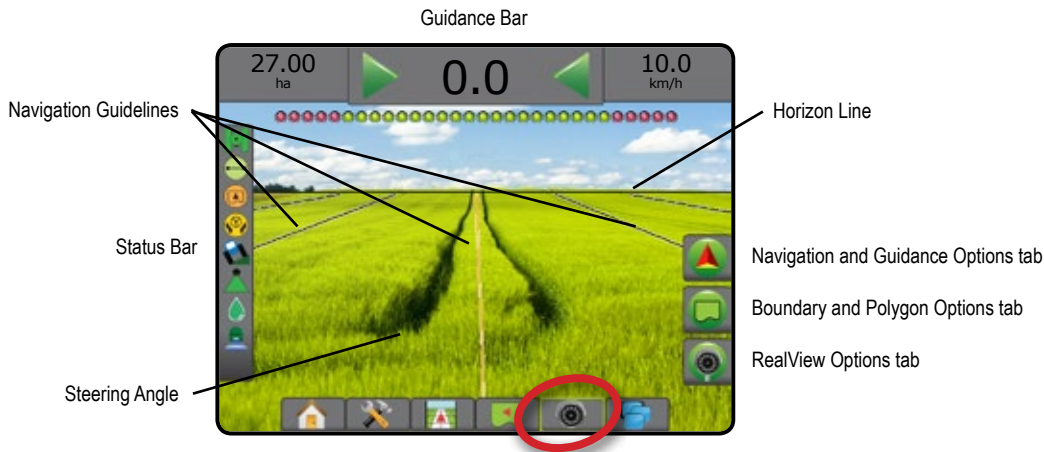 Guidance Bar
27.00
ha
0.0
10.0
km/h
Navigation Guidelines
Horizon Line
Status Bar
Navigation and Guidance Options tab
Boundary and Polygon Options tab
RealView Options tab
Steering Angle